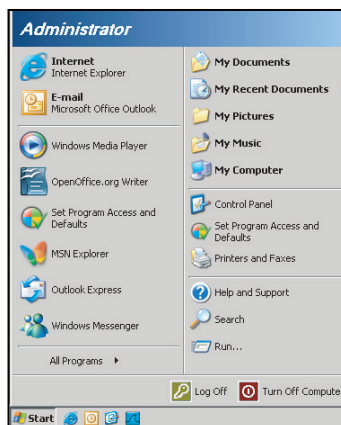 Administrator
Internet
Internet Explorer
E-mail
Microsoft Office Outlook
Windows Media Player
OpenOffice.org Writer
Set Program Access and
Defaults
MSN Explorer
Outlook Express
Windows Messenger
All Programs
My Documents
My Recent Documents
My Pictures
My Music
My Computer
Control Panel
Set Program Access and
Defaults
Printers and Faxes
Help and Support
Search
Run...
Log Off
Turn Off Compute
Start